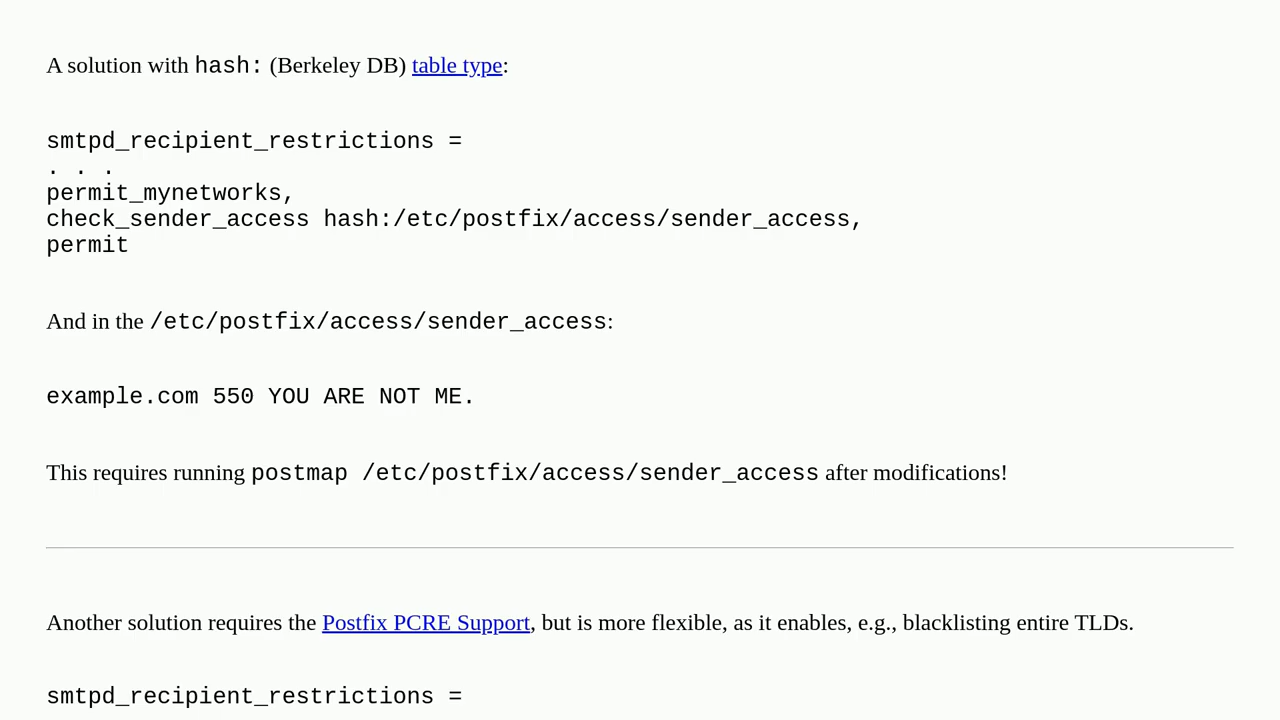 A solution with hash: (Berkeley DB) table type:
smtpd_recipient_restrictions =
. . .
permit_mynetworks,
check_sender_access hash:/etc/postfix/access/sender_access,
permit
And in the /etc/postfix/access/sender_access:
example.com 550 YOU ARE NOT ME.
This requires running postmap /etc/postfix/access/sender_access after modifications!
Another solution requires the Postfix PCRE Support, but is more flexible, as it enables, e.g., blacklisting entire TLDs.
smtpd_recipient_restrictions =